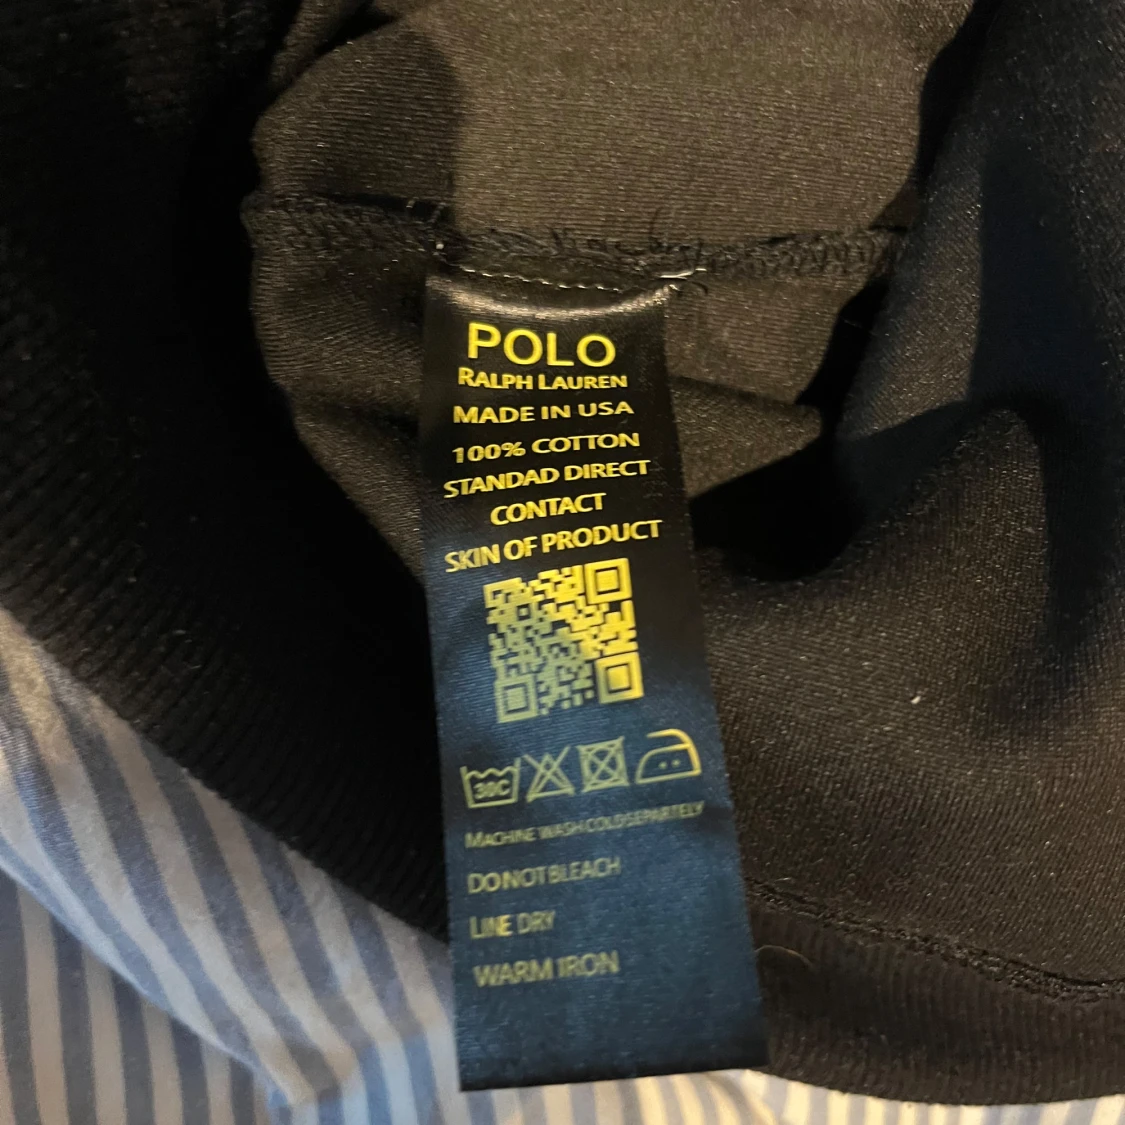 POLO
RALPH LAUREN
MADE IN USA
100% COTTON
STANDAD DIRECT
CONTACT
SKIN OF PRODUCT
30C
MACHINE WASH COLD SEPARTELY
DO NOT BLEACH
LINE DRY
WARM IRON